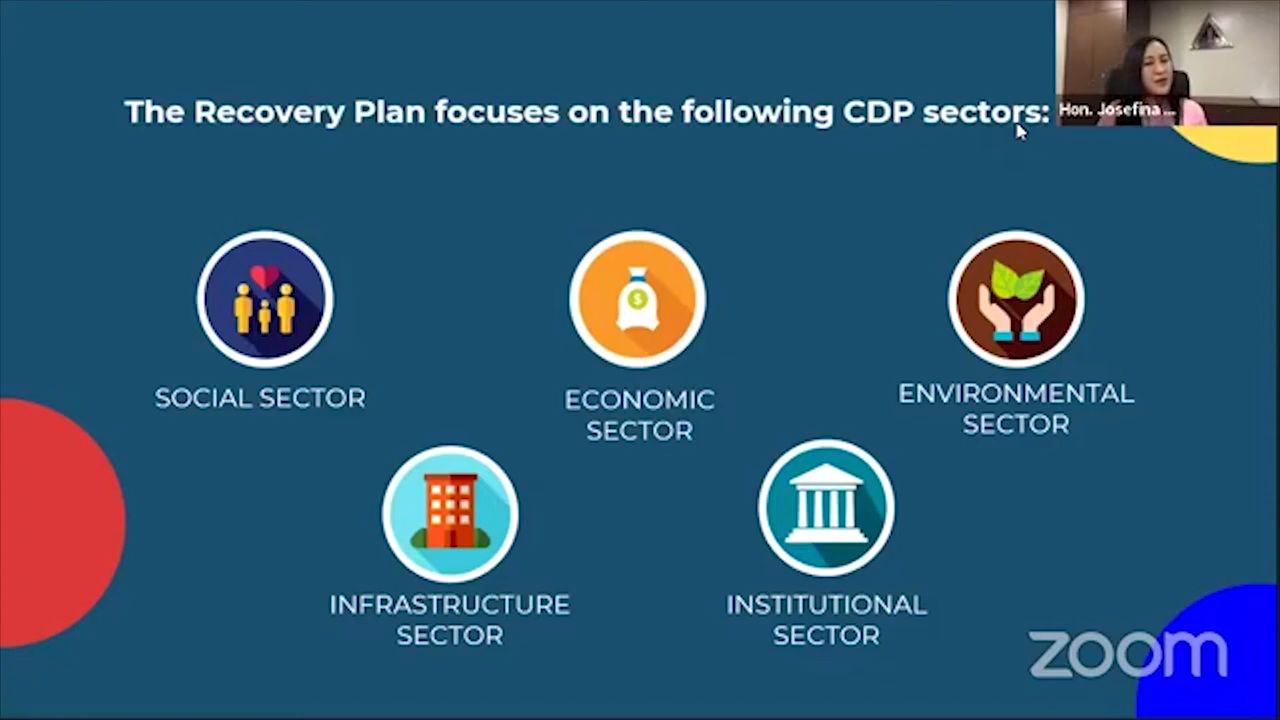 The Recovery Plan focuses on the following CDP sectors:
Hon. Josefina ...
SOCIAL SECTOR
ECONOMIC
SECTOR
ENVIRONMENTAL
SECTOR
INFRASTRUCTURE
SECTOR
INSTITUTIONAL
SECTOR
zoom